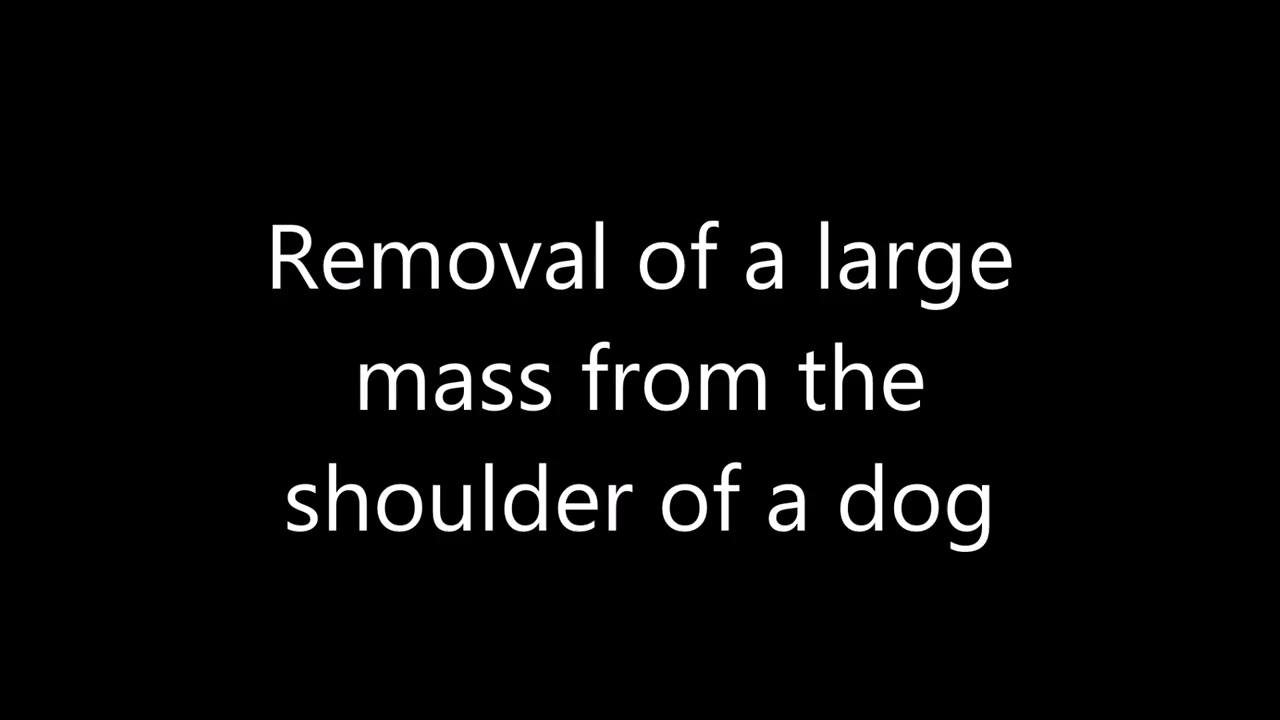 Removal of a large
mass from the
shoulder of a dog